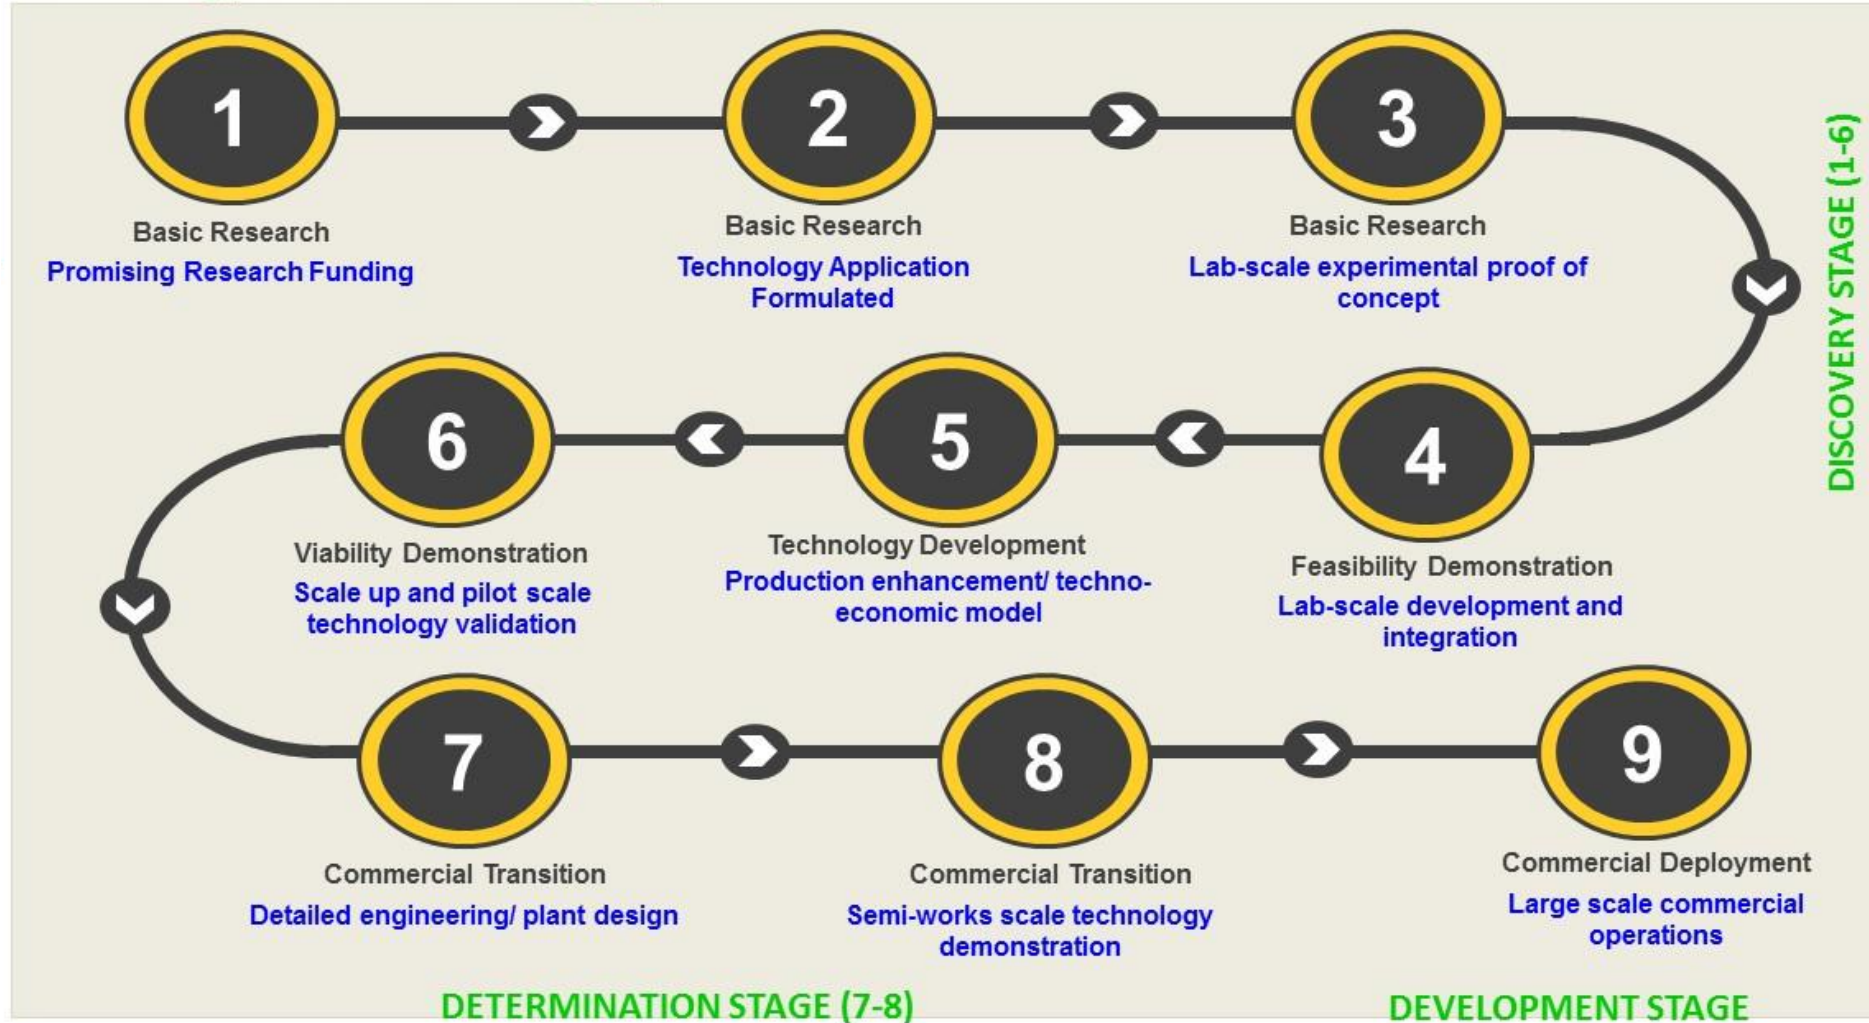 1
Basic Research
Promising Research Funding
2
Basic Research
Technology Application
Formulated
3
Basic Research
Lab-scale experimental proof of
concept
DISCOVERY STAGE (1-6)
4
Feasibility Demonstration
Lab-scale development and
integration
5
Technology Development
Production enhancement/ techno-
economic model
6
Viability Demonstration
Scale up and pilot scale
technology validation
7
Commercial Transition
Detailed engineering/ plant design
8
Commercial Transition
Semi-works scale technology
demonstration
9
Commercial Deployment
Large scale commercial
operations
DETERMINATION STAGE (7-8)
DEVELOPMENT STAGE